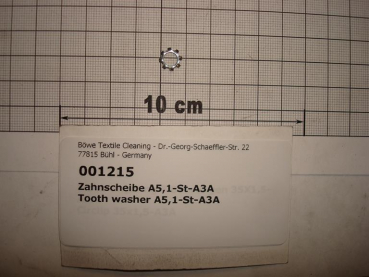 10 cm
Böwe Textile Cleaning - Dr.-Georg-Schaeffler-Str. 22
77815 Bühl - Germany
001215
Zahnscheibe A5,1-St-A3A
Tooth washer A5,1-St-A3A